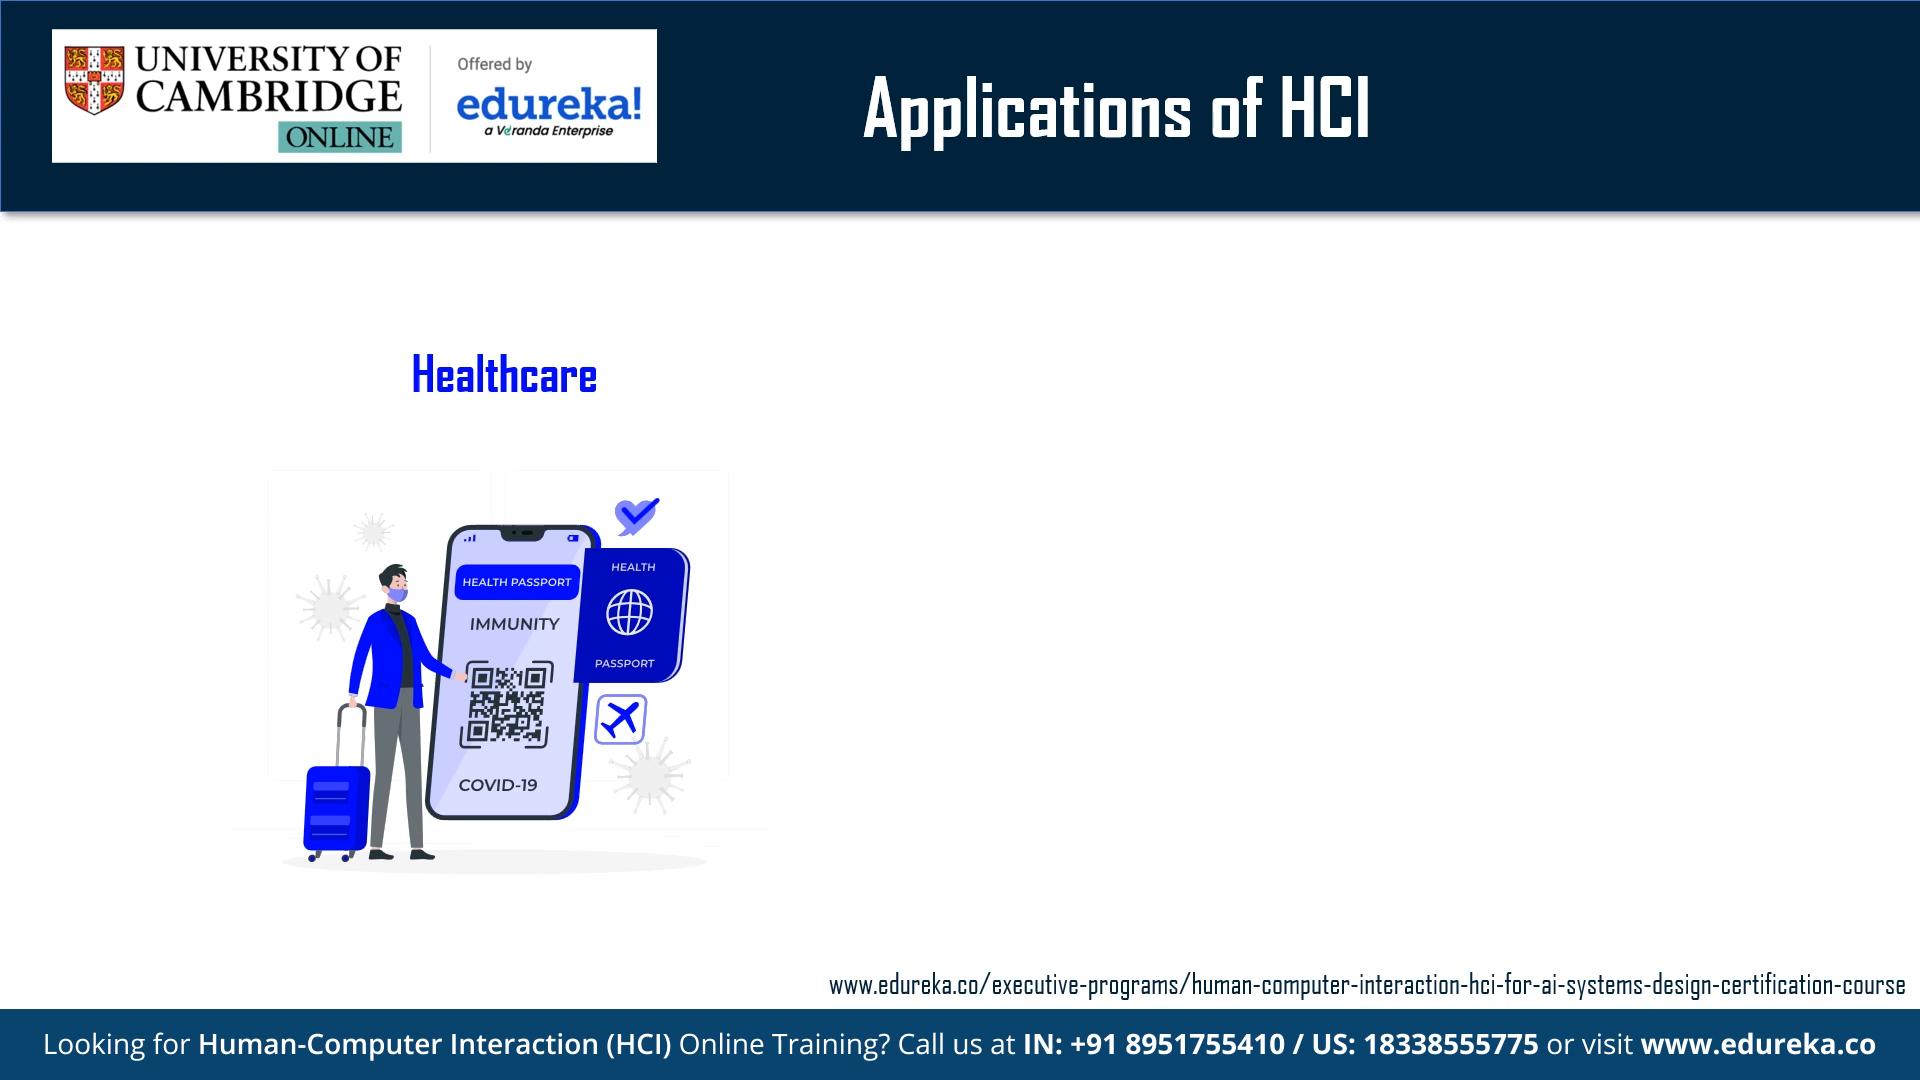 UNIVERSITY OF
CAMBRIDGE
ONLINE
Offered by
edureka!
a Veranda Enterprise
Applications of HCI
Healthcare
HEALTH PASSPORT
IMMUNITY
COVID-19
HEALTH
PASSPORT
www.edureka.co/executive-programs/human-computer-interaction-hci-for-ai-systems-design-certification-course
Looking for Human-Computer Interaction (HCI) Online Training? Call us at IN: +91 8951755410 / US: 18338555775 or visit www.edureka.co